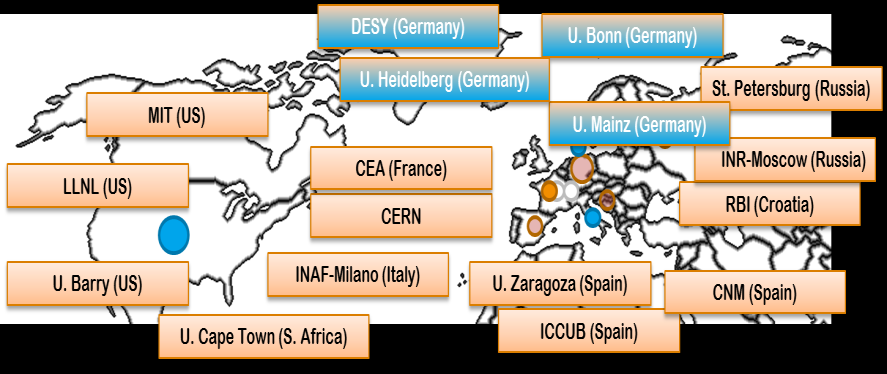 DESY (Germany)
U. Bonn (Germany)
U. Heidelberg (Germany)
St. Petersburg (Russia)
MIT (US)
U. Mainz (Germany)
INR-Moscow (Russia)
CEA (France)
LLNL (US)
RBI (Croatia)
CERN
INAF-Milano (Italy)
U. Barry (US)
U. Zaragoza (Spain)
CNM (Spain)
U. Cape Town (S. Africa)
ICCUB (Spain)